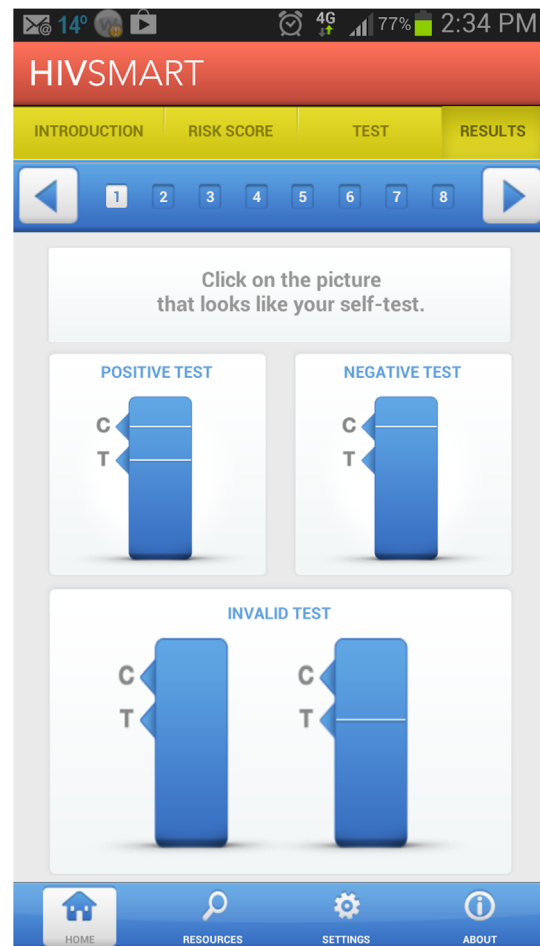 14° 4G 77% 2:34 PM
HIVSMART
INTRODUCTION RISK SCORE TEST RESULTS
1 2 3 4 5 6 7 8
Click on the picture
that looks like your self-test.
POSITIVE TEST NEGATIVE TEST
C C
T T
INVALID TEST
C C
T T
HOME RESOURCES SETTINGS ABOUT